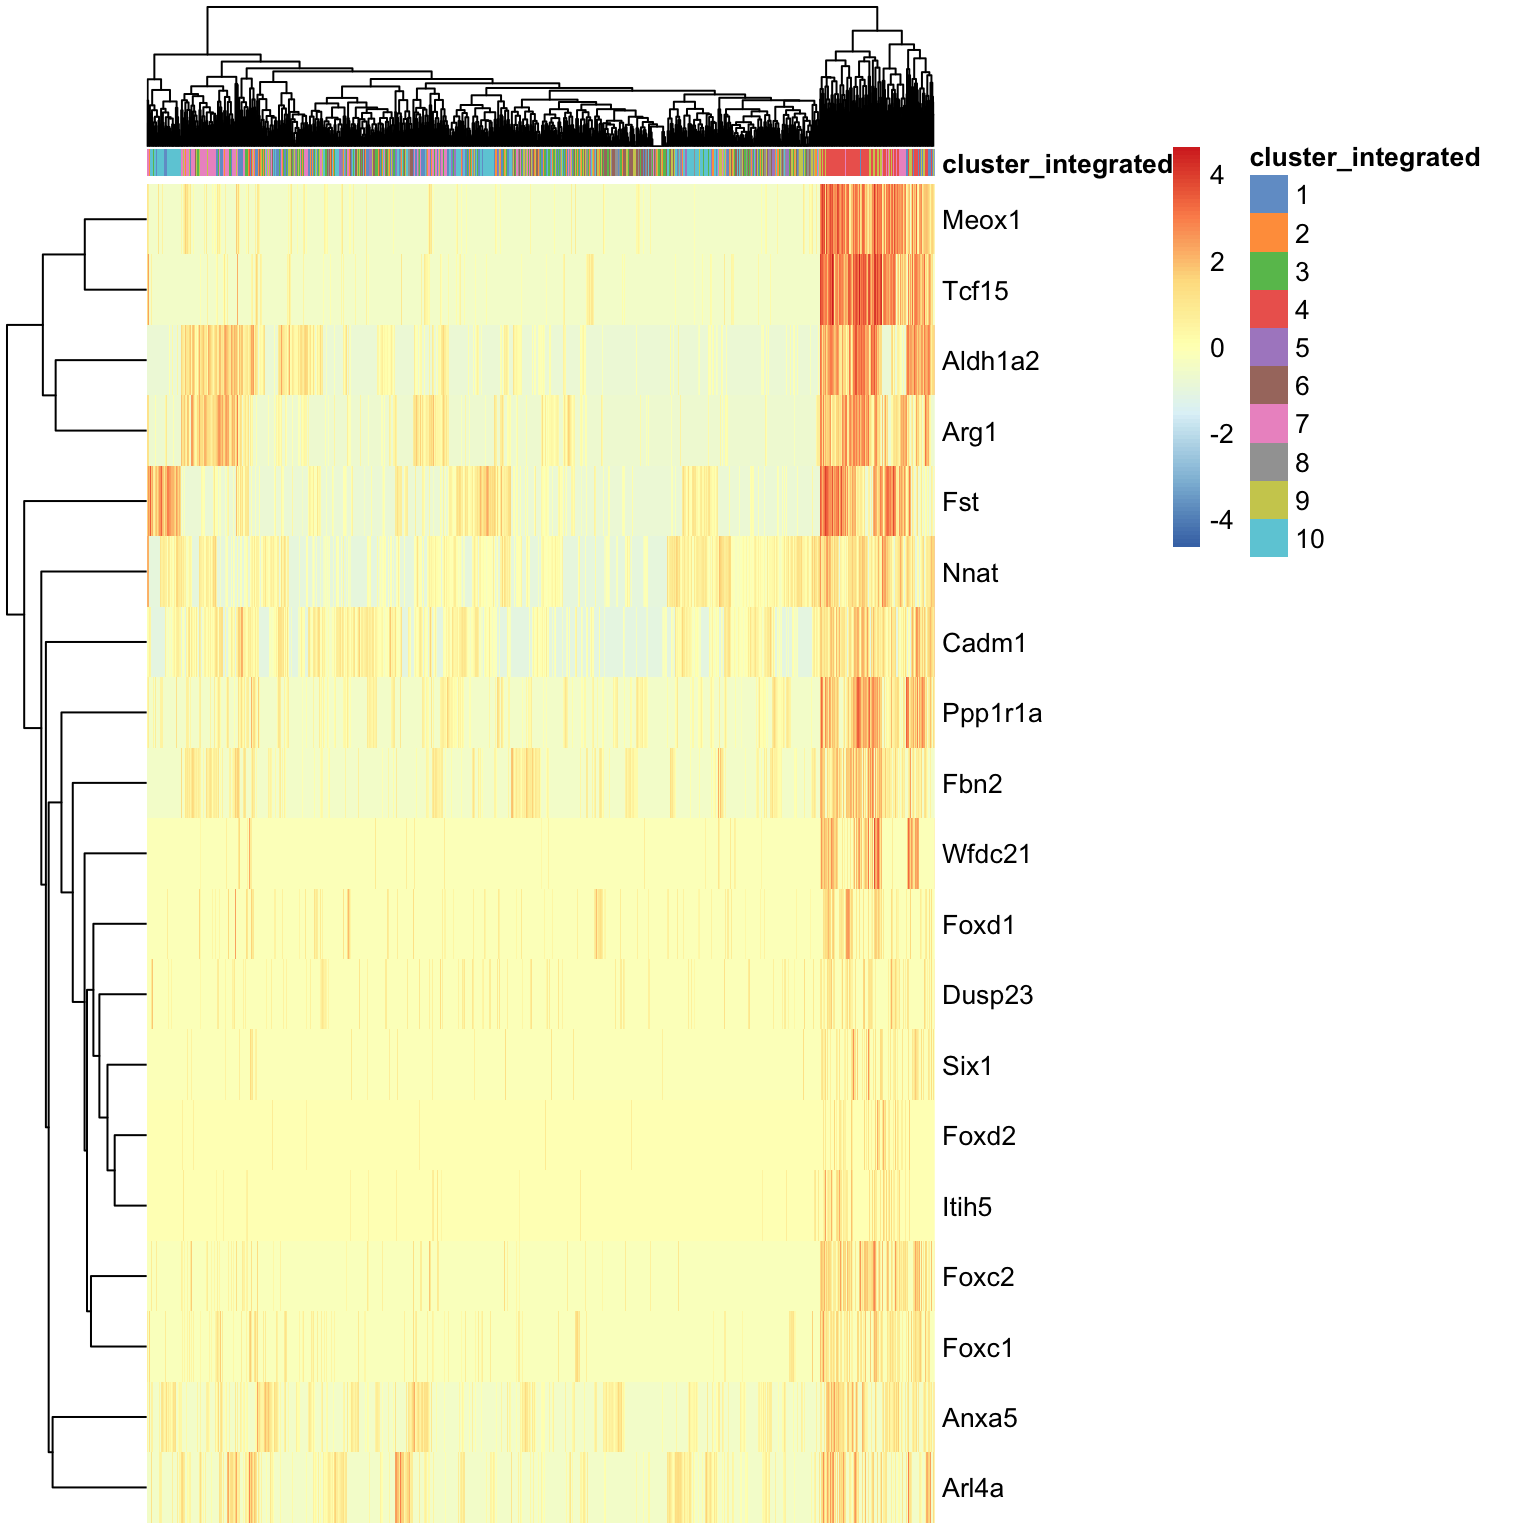 cluster_integrated
Meox1
Tcf15
Aldh1a2
Arg1
Fst
Nnat
Cadm1
Ppp1r1a
Fbn2
Wfdc21
Foxd1
Dusp23
Six1
Foxd2
Itih5
Foxc2
Foxc1
Anxa5
Arl4a
4
2
0
-2
-4
cluster_integrated
1
2
3
4
5
6
7
8
9
10